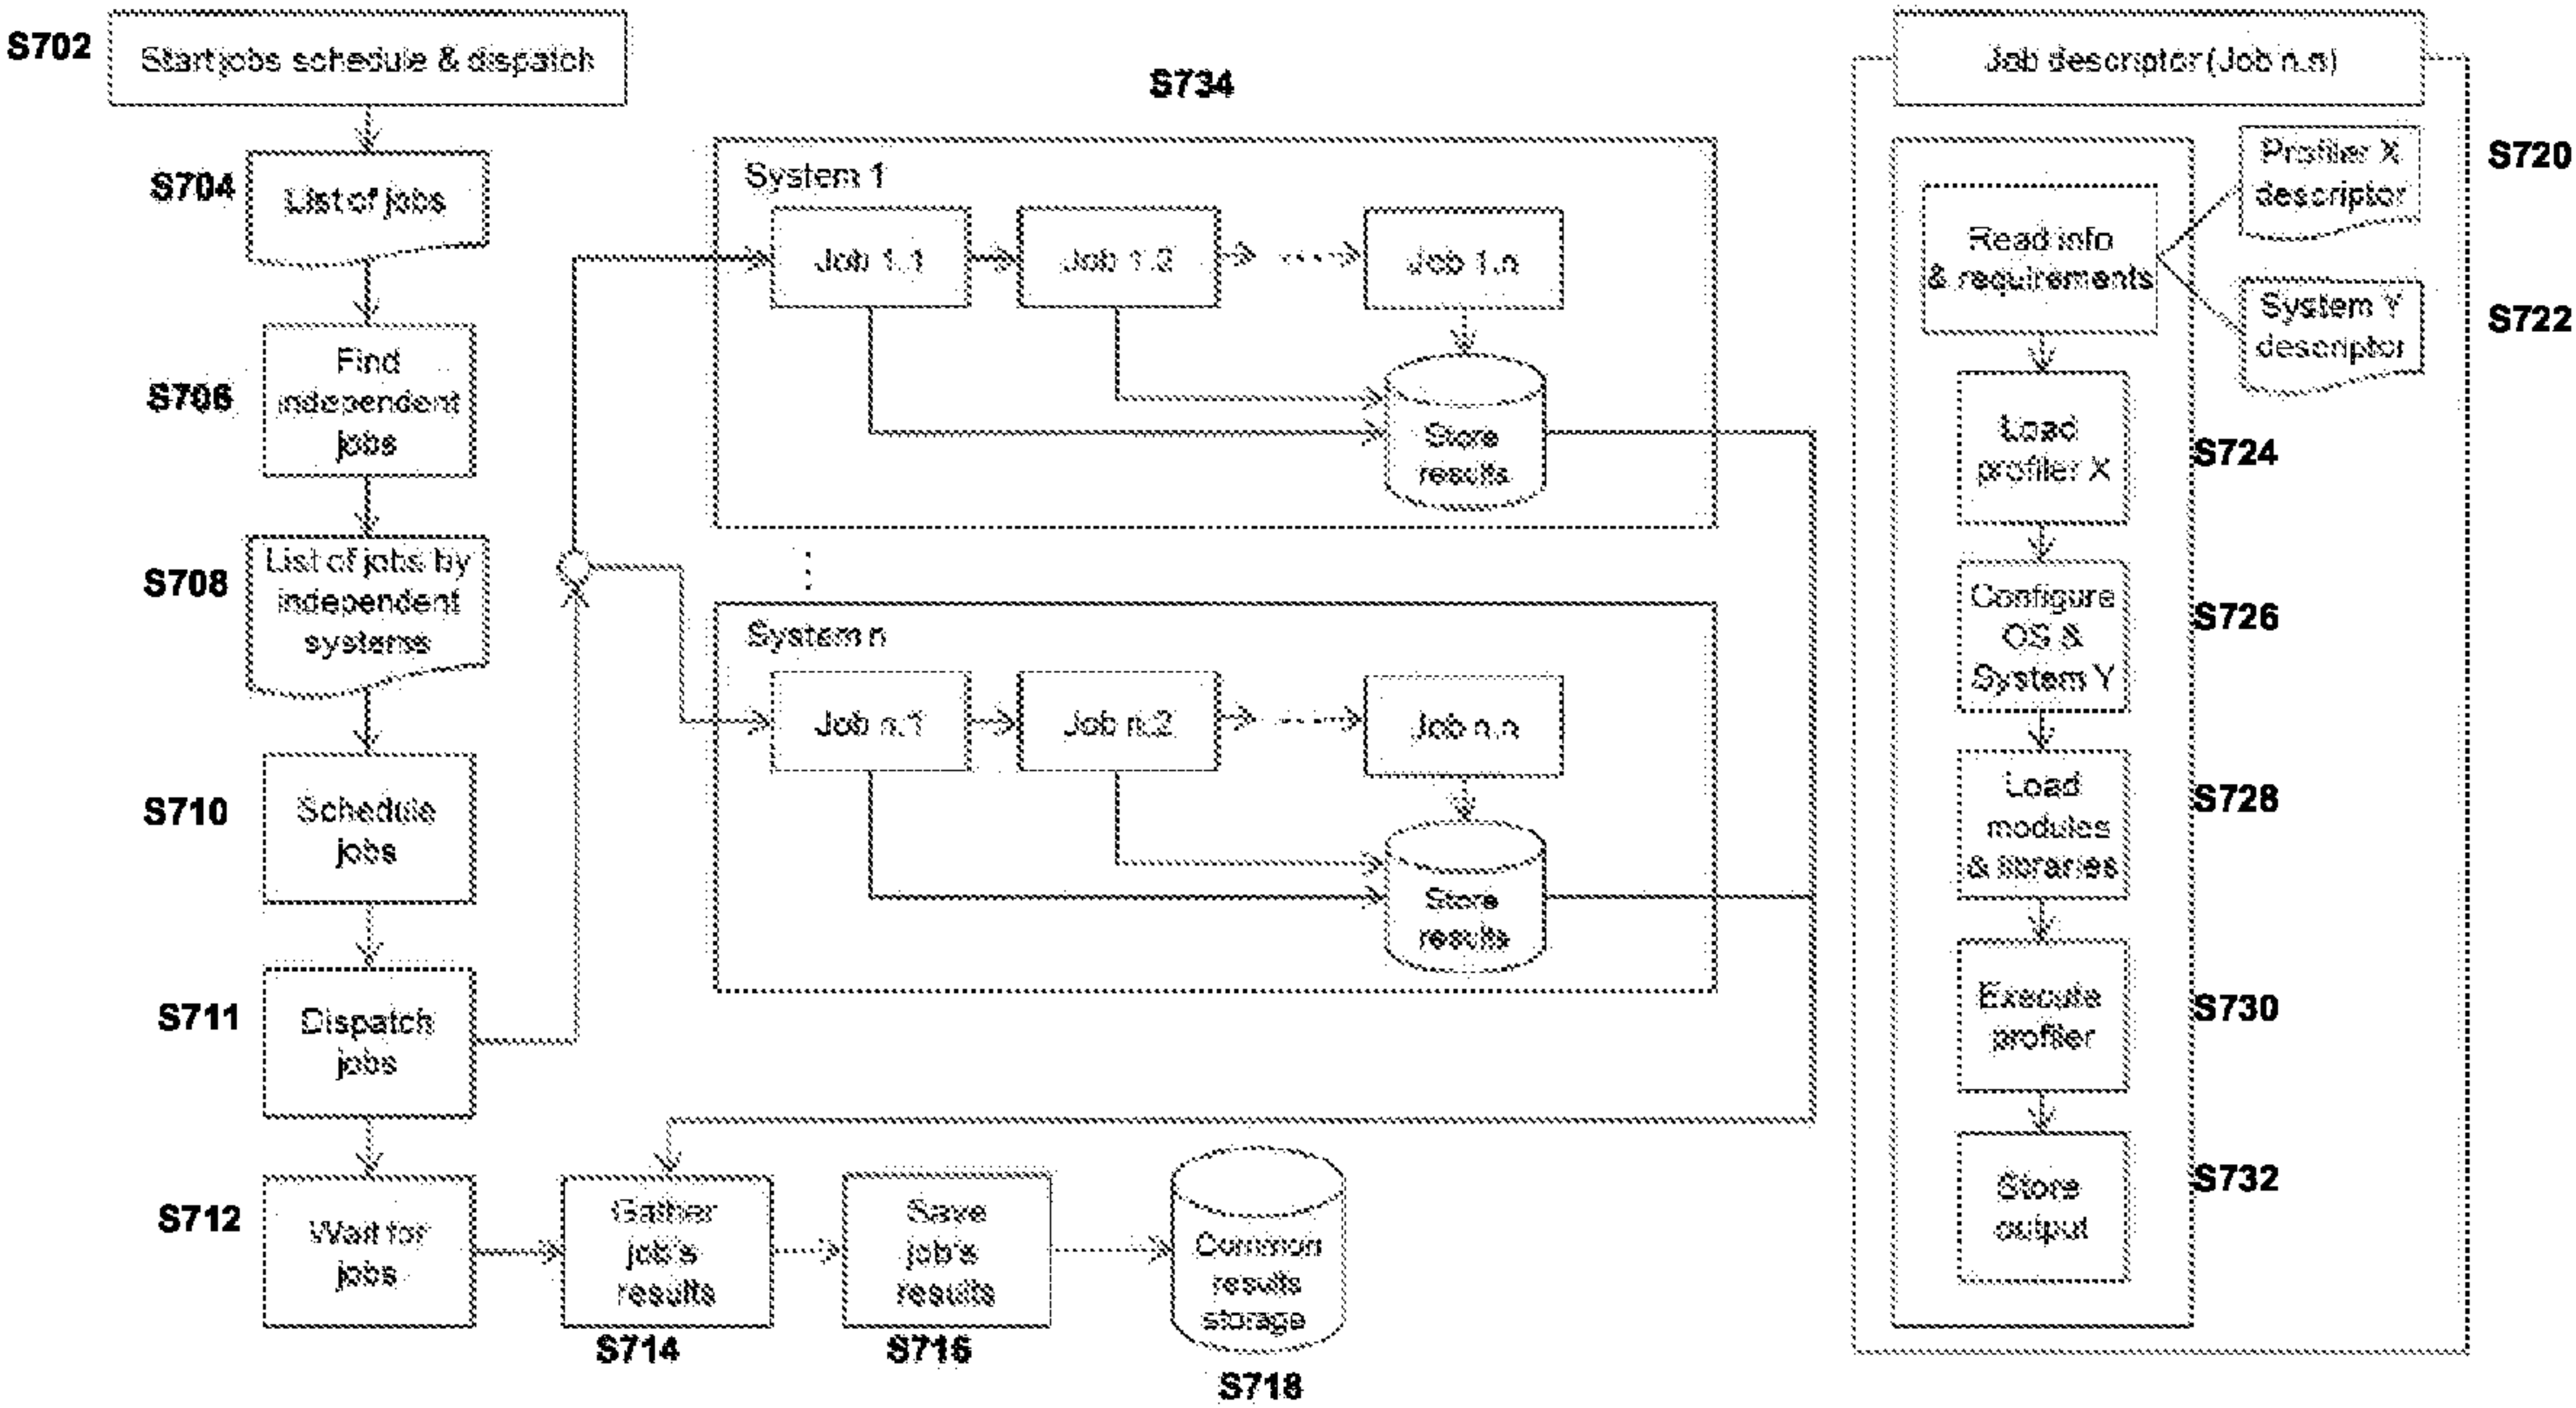 S702
Start jobs schedule & dispatch
S704
List of jobs
S706
Find
independent
jobs
S708
List of jobs by
independent
systems
S710
Schedule
jobs
S711
Dispatch
jobs
S712
Wait for
jobs
Gather
job's
results
S714
Save
job's
results
S716
Common
results
storage
S718
S734
System 1
Job 1.1
Job 1.2
Job 1.n
Store
results
System n
Job n.1
Job n.2
Job n.n
Store
results
Job descriptor (Job n.n)
Read info
& requirements
Profiler X
descriptor
S720
System Y
descriptor
S722
Load
profiler X
S724
Configure
OS &
System Y
S726
Load
modules
& libraries
S728
Execute
profiler
S730
Store
output
S732